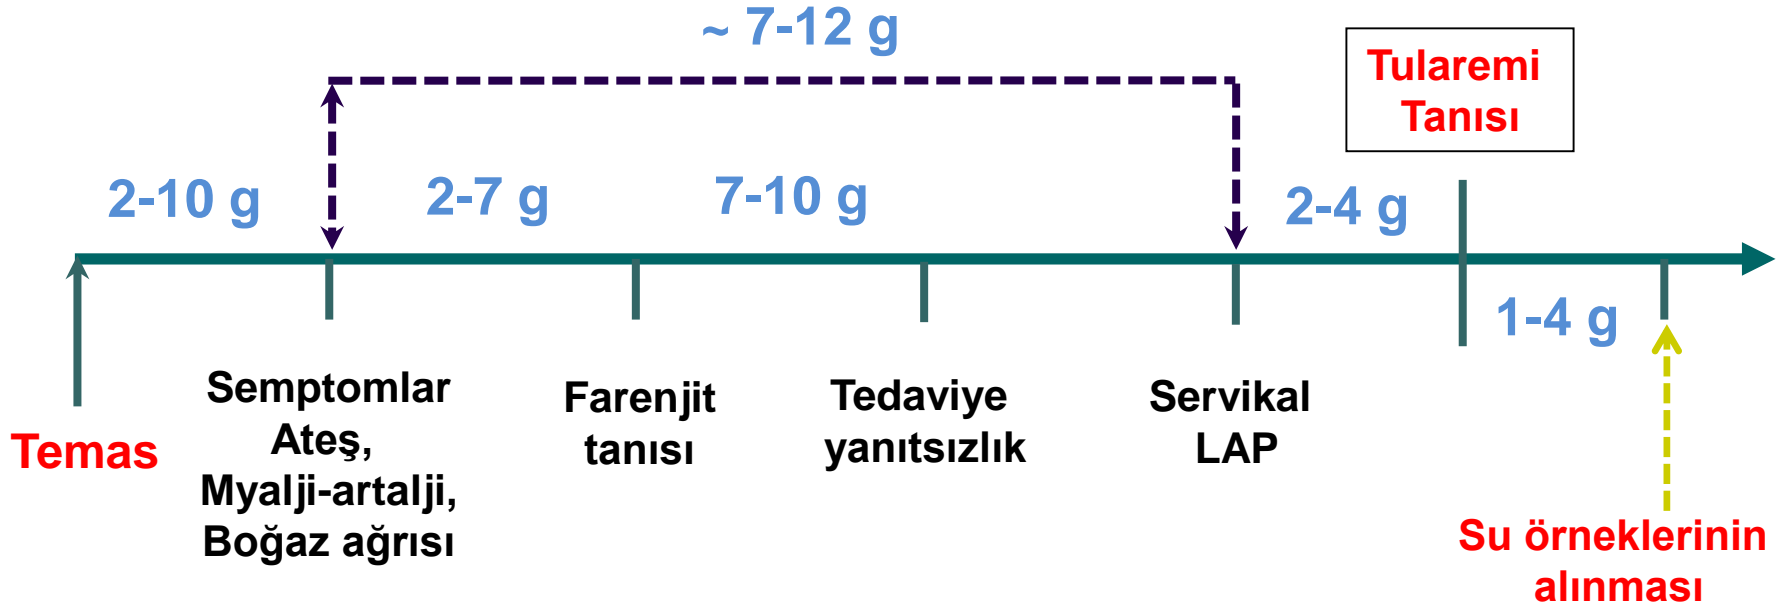 ~ 7-12 g
Tularemi
Tanısı
2-10 g
2-7 g
7-10 g
2-4 g
1-4 g
Temas
Semptomlar
Ateş,
Myalji-artalji,
Boğaz ağrısı
Farenjit
tanısı
Tedaviye
yanıtsızlık
Servikal
LAP
Su örneklerinin
alınması